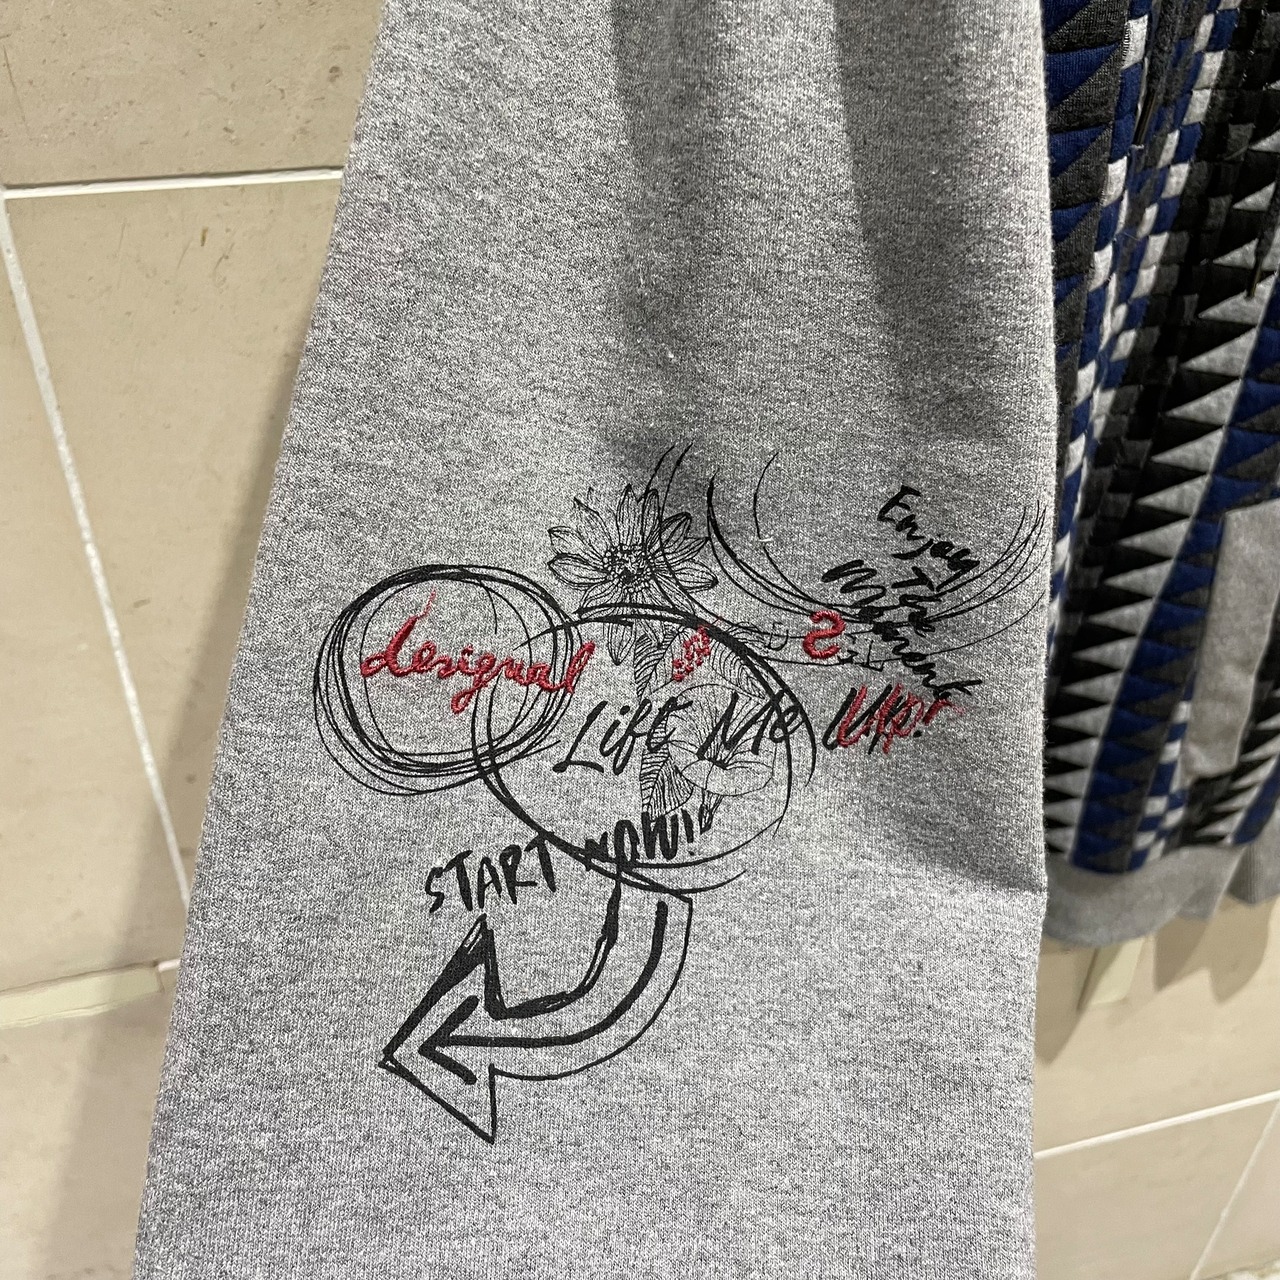 Enjoy
The
Moment
desigual
Lift Me Up!
START NOW!